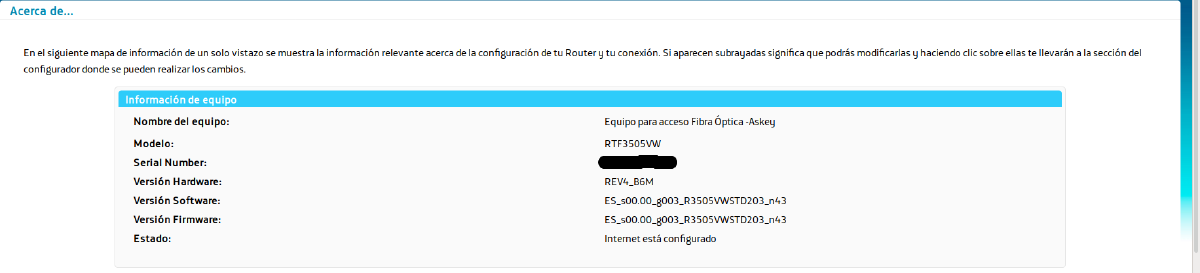 Acerca de...
En el siguiente mapa de información de un solo vistazo se muestra la información relevante acerca de la configuración de tu Router y tu conexión. Si aparecen subrayadas significa que podrás modificarlas y haciendo clic sobre ellas te llevarán a la sección del
configurador donde se pueden realizar los cambios.
Información de equipo
Nombre del equipo: Equipo para acceso Fibra Óptica -Askey
Modelo: RTF3505VW
Serial Number:
Versión Hardware: REV4_B6M
Versión Software: ES_s00.00_g003_R3505VWSTD203_n43
Versión Firmware: ES_s00.00_g003_R3505VWSTD203_n43
Estado: Internet está configurado